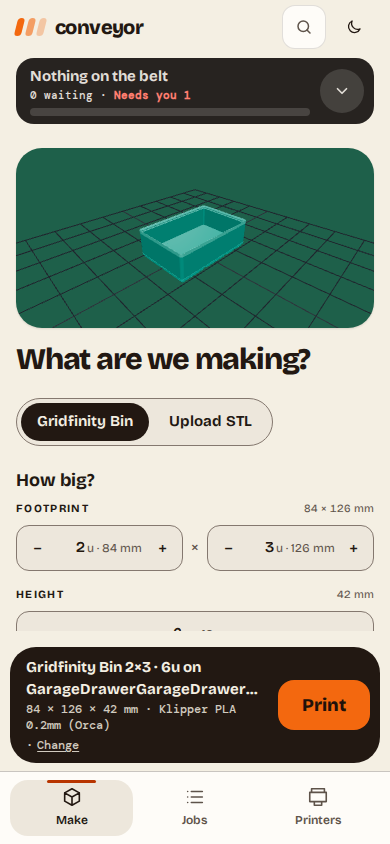 conveyor
Nothing on the belt
0 waiting · Needs you 1
What are we making?
Gridfinity Bin Upload STL
How big?
FOOTPRINT 84 × 126 mm
− 2 u · 84 mm + × − 3 u · 126 mm +
HEIGHT 42 mm
Gridfinity Bin 2×3 · 6u on
GarageDrawerGarageDrawer...
84 × 126 × 42 mm · Klipper PLA
0.2mm (Orca)
· Change
Print
Make Jobs Printers